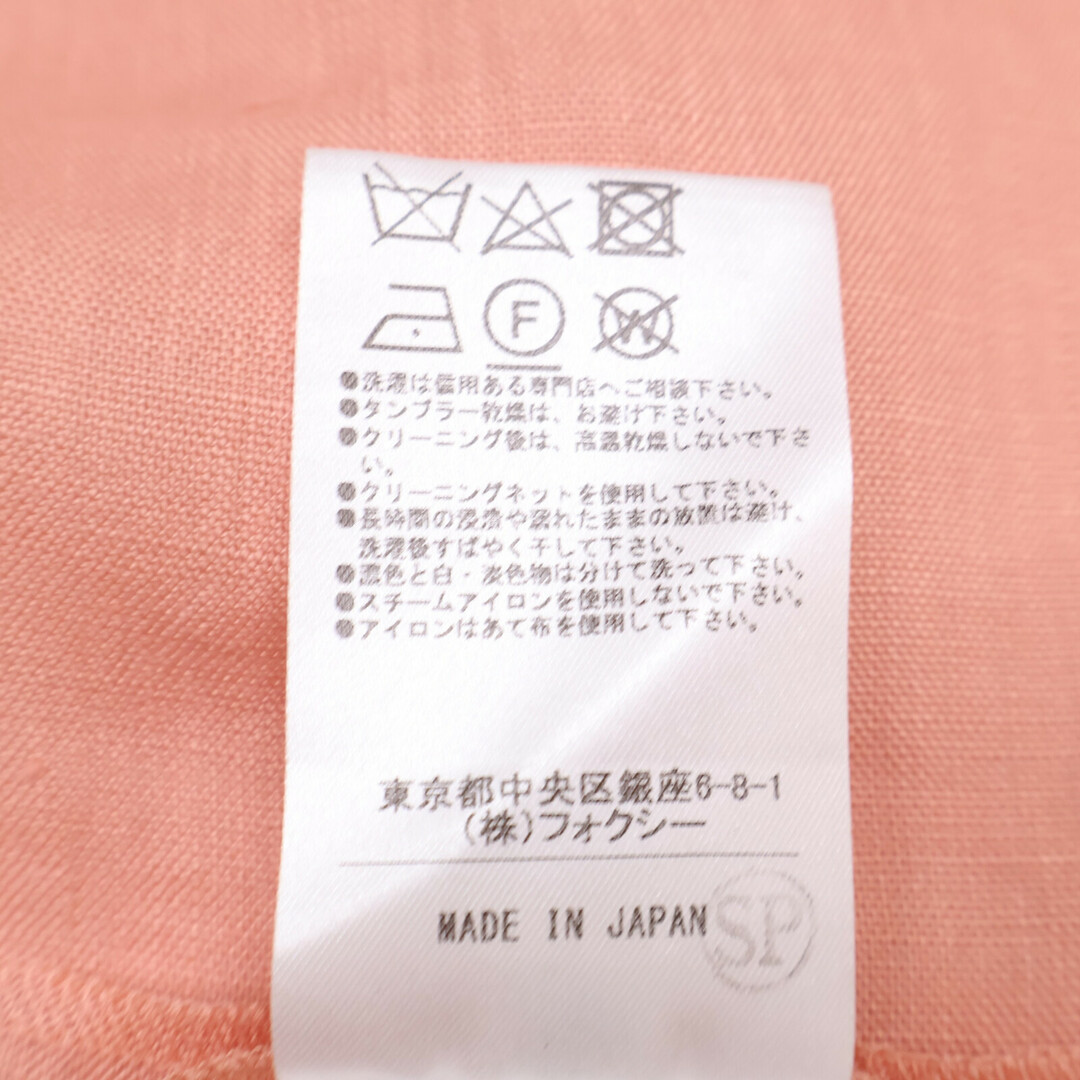 F W
●洗濯は信用ある専門店へご相談下さい。
●タンブラー乾燥は、お避け下さい。
●クリーニング後は、高温乾燥しないで下さ
い。
●クリーニングネットを使用して下さい。
●長時間の浸漬や濡れたままの放置は避け、
洗濯後すばやく干して下さい。
●濃色と白・淡色物は分けて洗って下さい。
●スチームアイロンを使用しないで下さい。
●アイロンはあて布を使用して下さい。
東京都中央区銀座6-8-1
(株)フォクシー
MADE IN JAPAN
SP